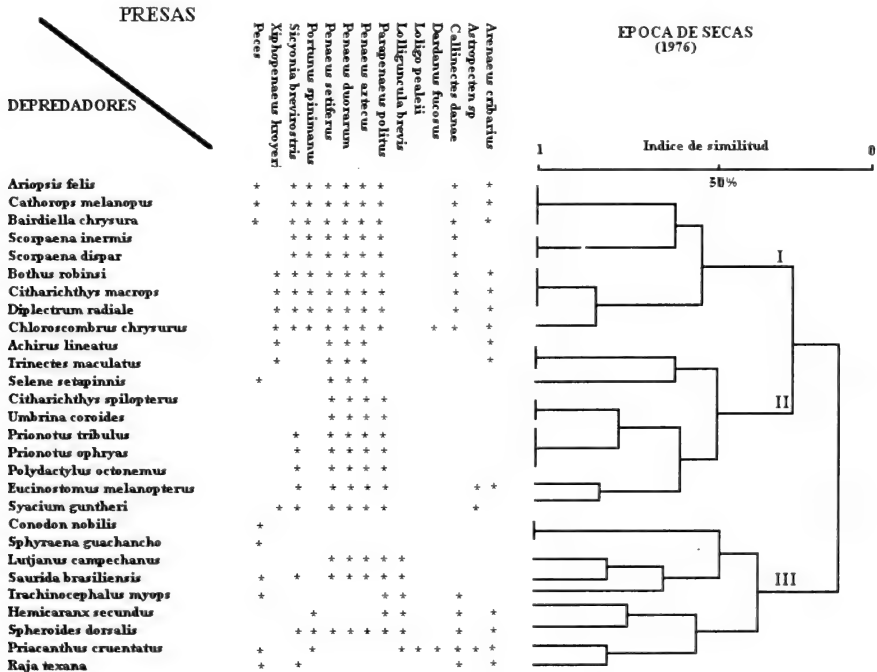 PRESAS
DEPREDADORES
Peces
Xiphopenaeus kroyeri
Sicyonia brevirostris
Portunus spinimanus
Penaeus setiferus
Penaeus duorarum
Penaeus aztecus
Parapenaeus politus
Lolliguncula brevis
Loligo pealeii
Dardanus fucosus
Callinectes danae
Astropecten sp
Arenaeus cribarius
EPOCA DE SECAS
(1976)
1 Indice de similitud 0
50%
Ariopsis felis * * * * * * * * *
Cathorops melanopus * * * * * * * * *
Bairdiella chrysura * * * * * * * * *
Scorpaena inermis * * * * * * *
Scorpaena dispar * * * * * * *
Bothus robinsi * * * * * * * * *
Citharichthys macrops * * * * * * * * *
Diplectrum radiale * * * * * * * * *
Chloroscombrus chrysurus * * * * * * * * * *
Achirus lineatus * * * * *
Trinectes maculatus * * * * *
Selene setapinnis * * * *
Citharichthys spilopterus * * * *
Umbrina coroides * * * *
Prionotus tribulus * * * * *
Prionotus ophryas * * * * *
Polydactylus octonemus * * * * *
Eucinostomus melanopterus * * * * * * *
Syacium guntheri * * * * * * *
Conodon nobilis *
Sphyraena guachancho *
Lutjanus campechanus * * * * *
Saurida brasiliensis * * * * * * *
Trachinocephalus myops * * * *
Hemicaranx secundus * * * *
Spheroides dorsalis * * * * * * * * *
Priacanthus cruentatus * * * * * * * *
Raja texana * * * *
I
II
III